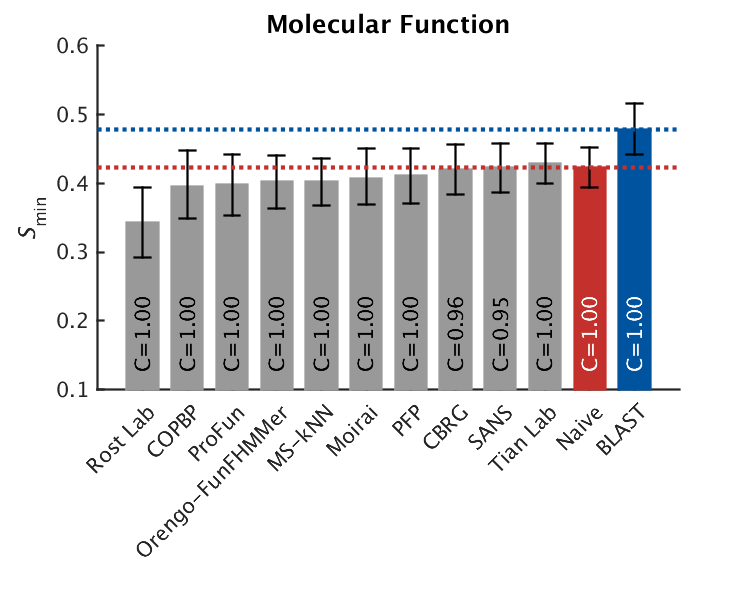 Molecular Function
0.6
0.5
0.4
0.3
0.2
0.1
Smin
C=1.00
C=1.00
C=1.00
C=1.00
C=1.00
C=1.00
C=1.00
C=0.96
C=0.95
C=1.00
C=1.00
C=1.00
Rost Lab
COPBP
ProFun
Orengo-FunFHMMer
MS-kNN
Moirai
PFP
CBRG
SANS
Tian Lab
Naive
BLAST